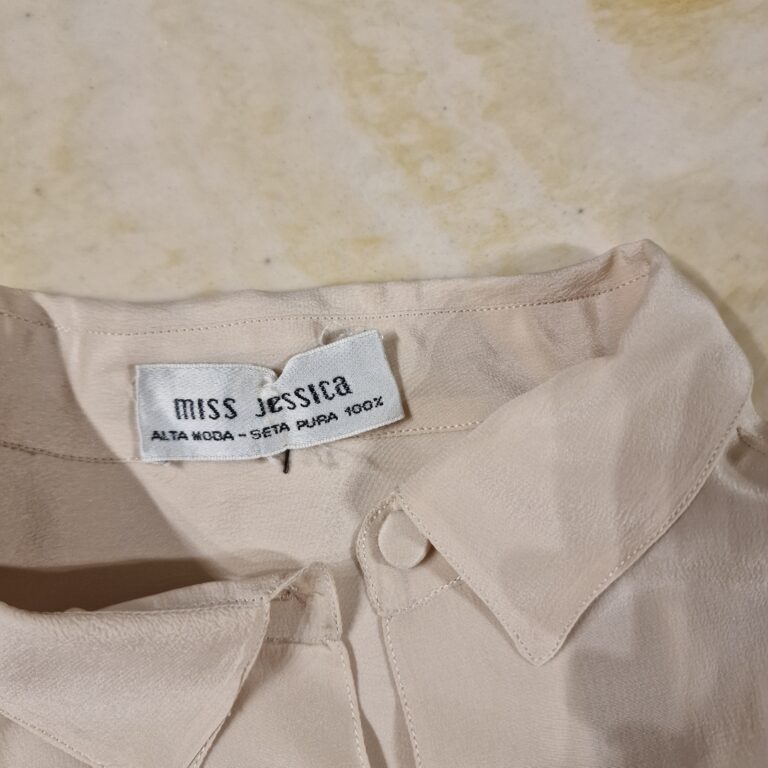 miss Jessica
ALTA MODA - SETA PURA 100%